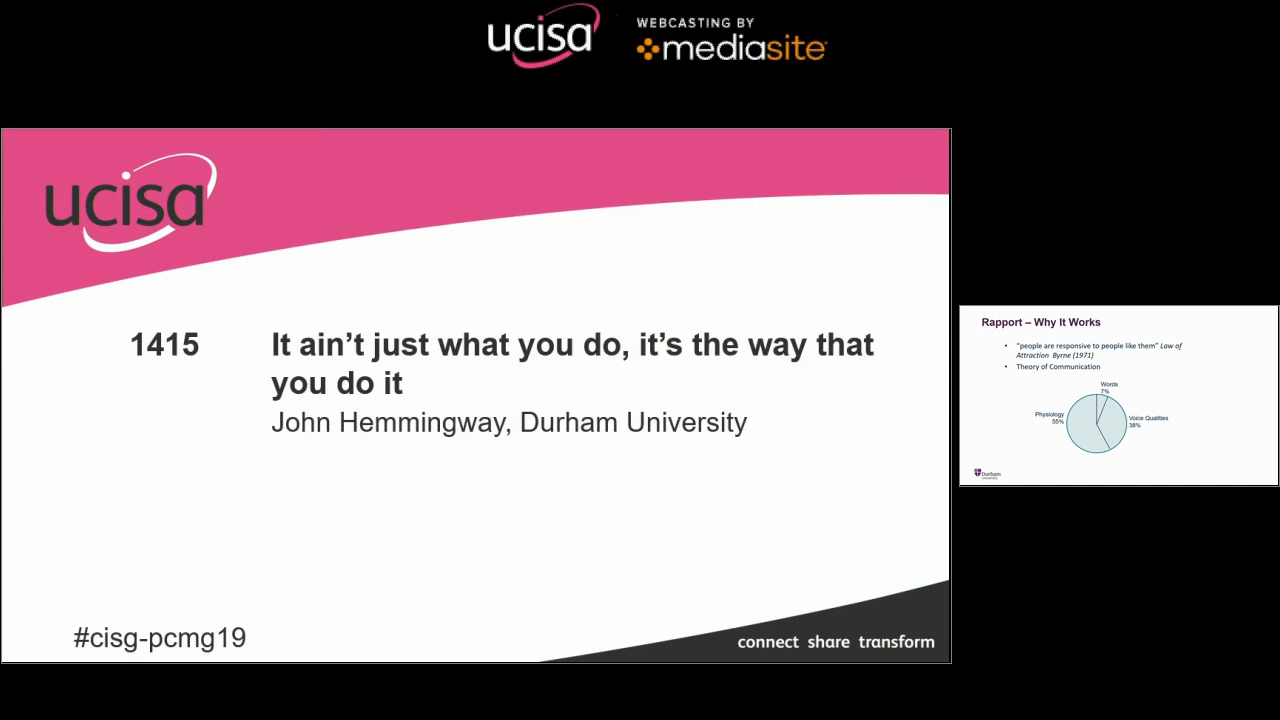 ucisa
WEBCASTING BY
mediasite
ucisa
1415
It ain’t just what you do, it’s the way that
you do it
John Hemmingway, Durham University
#cisg-pcmg19
connect share transform
Rapport – Why It Works
• “people are responsive to people like them” Law of
Attraction Byrne (1971)
• Theory of Communication
Words
7%
Physiology
55%
Voice Qualities
38%
Durham
University